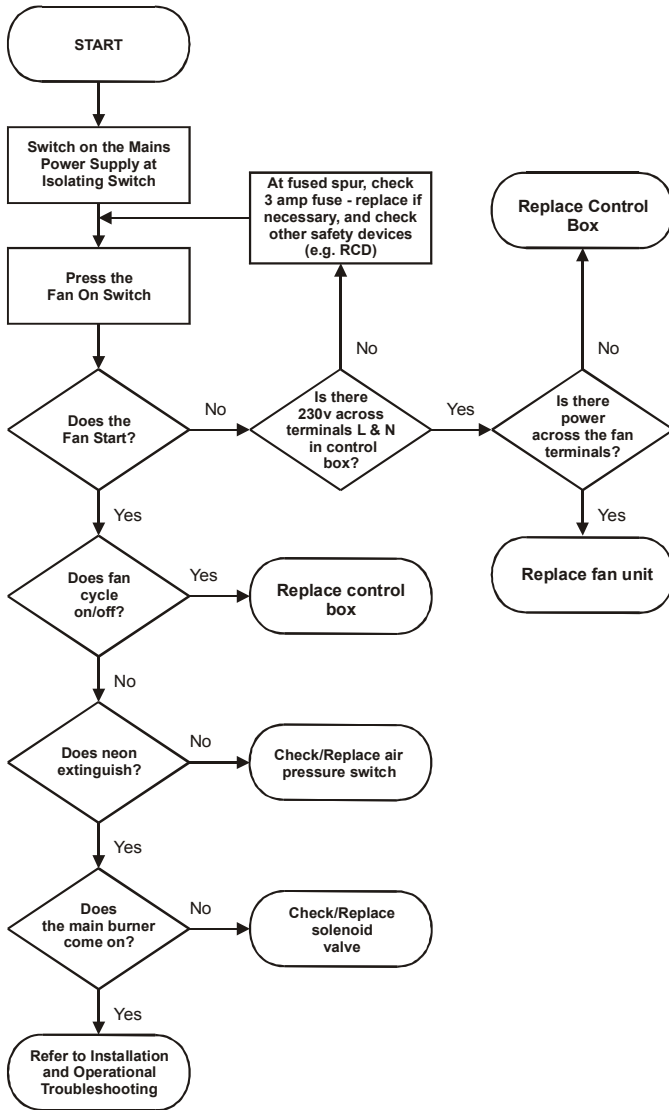 START
Switch on the Mains
Power Supply at
Isolating Switch
At fused spur, check
3 amp fuse - replace if
necessary, and check
other safety devices
(e.g. RCD)
Replace Control
Box
Press the
Fan On Switch
No
No
Does the
Fan Start?
No
Is there
230v across
terminals L & N
in control
box?
Yes
Is there
power
across the fan
terminals?
Yes
Yes
Does fan
cycle
on/off?
Yes
Replace control
box
Replace fan unit
No
Does neon
extinguish?
No
Check/Replace air
pressure switch
Yes
Does
the main burner
come on?
No
Check/Replace
solenoid
valve
Yes
Refer to Installation
and Operational
Troubleshooting